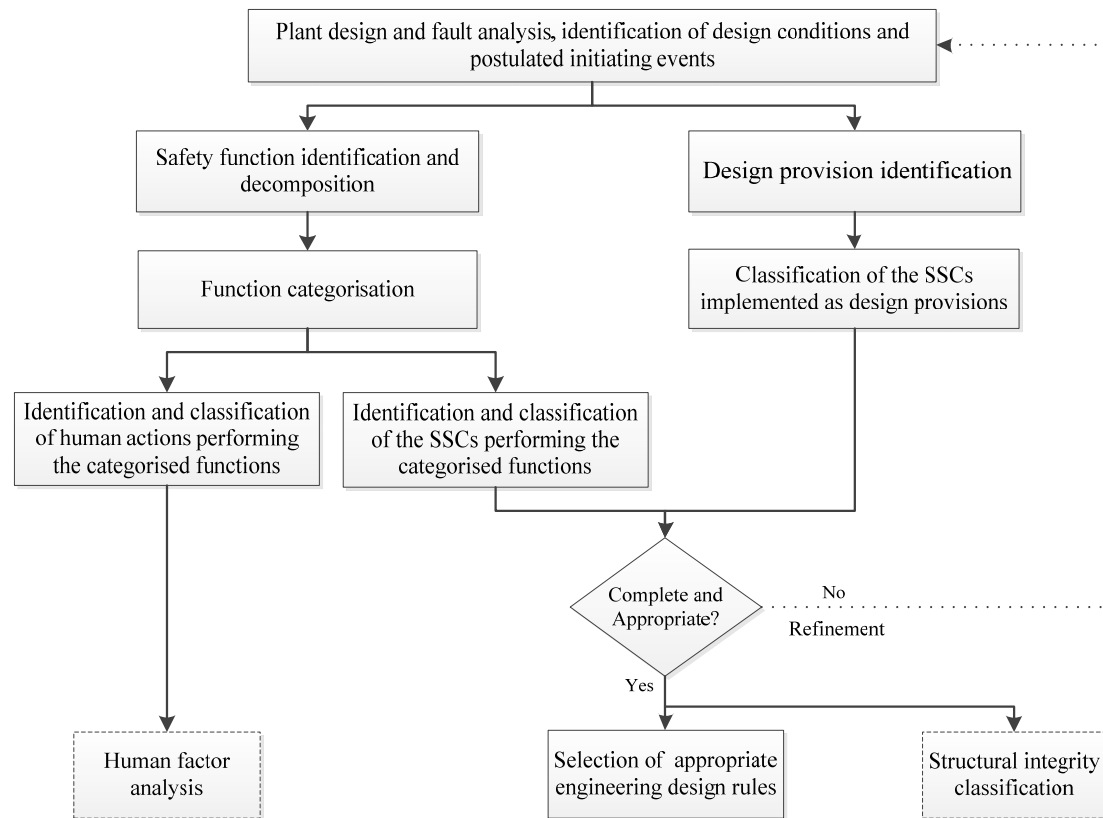 Plant design and fault analysis, identification of design conditions and
postulated initiating events
Safety function identification and
decomposition
Design provision identification
Function categorisation
Classification of the SSCs
implemented as design provisions
Identification and classification
of human actions performing
the categorised functions
Identification and classification
of the SSCs performing the
categorised functions
Complete and
Appropriate?
No
Refinement
Yes
Human factor
analysis
Selection of appropriate
engineering design rules
Structural integrity
classification